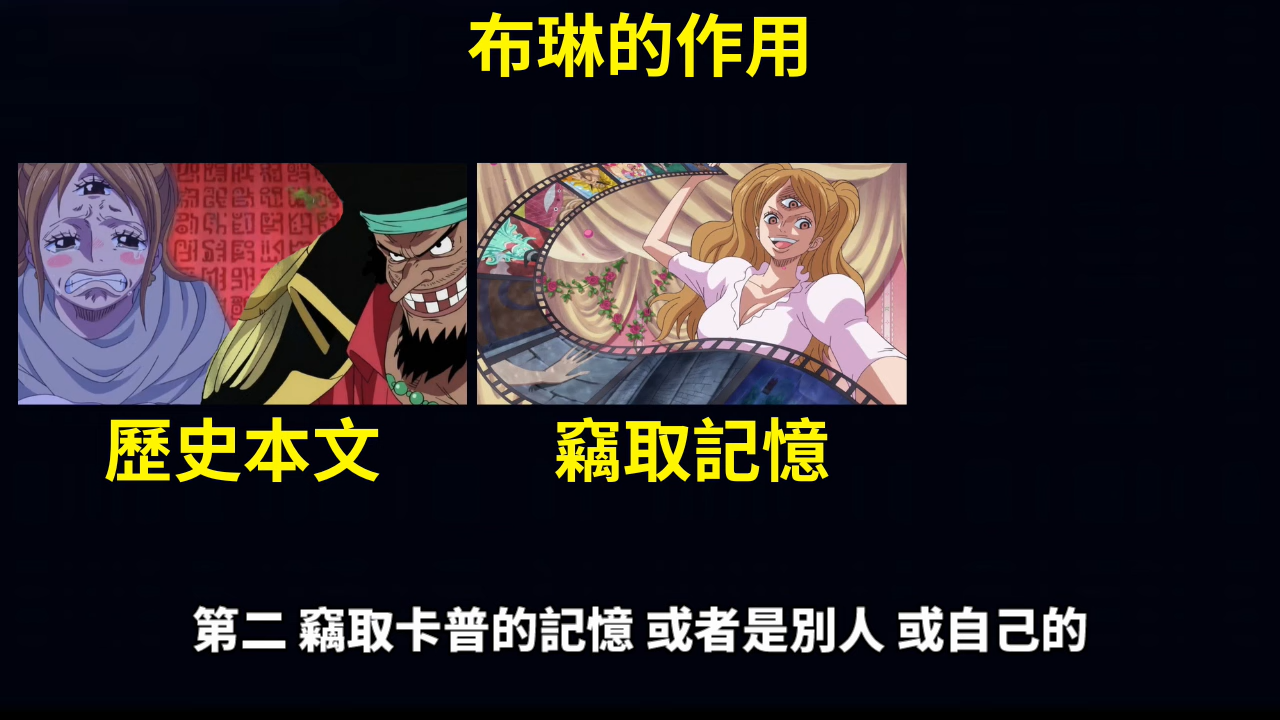 布琳的作用
歷史本文
竊取記憶
第二 竊取卡普的記憶 或者是別人 或自己的